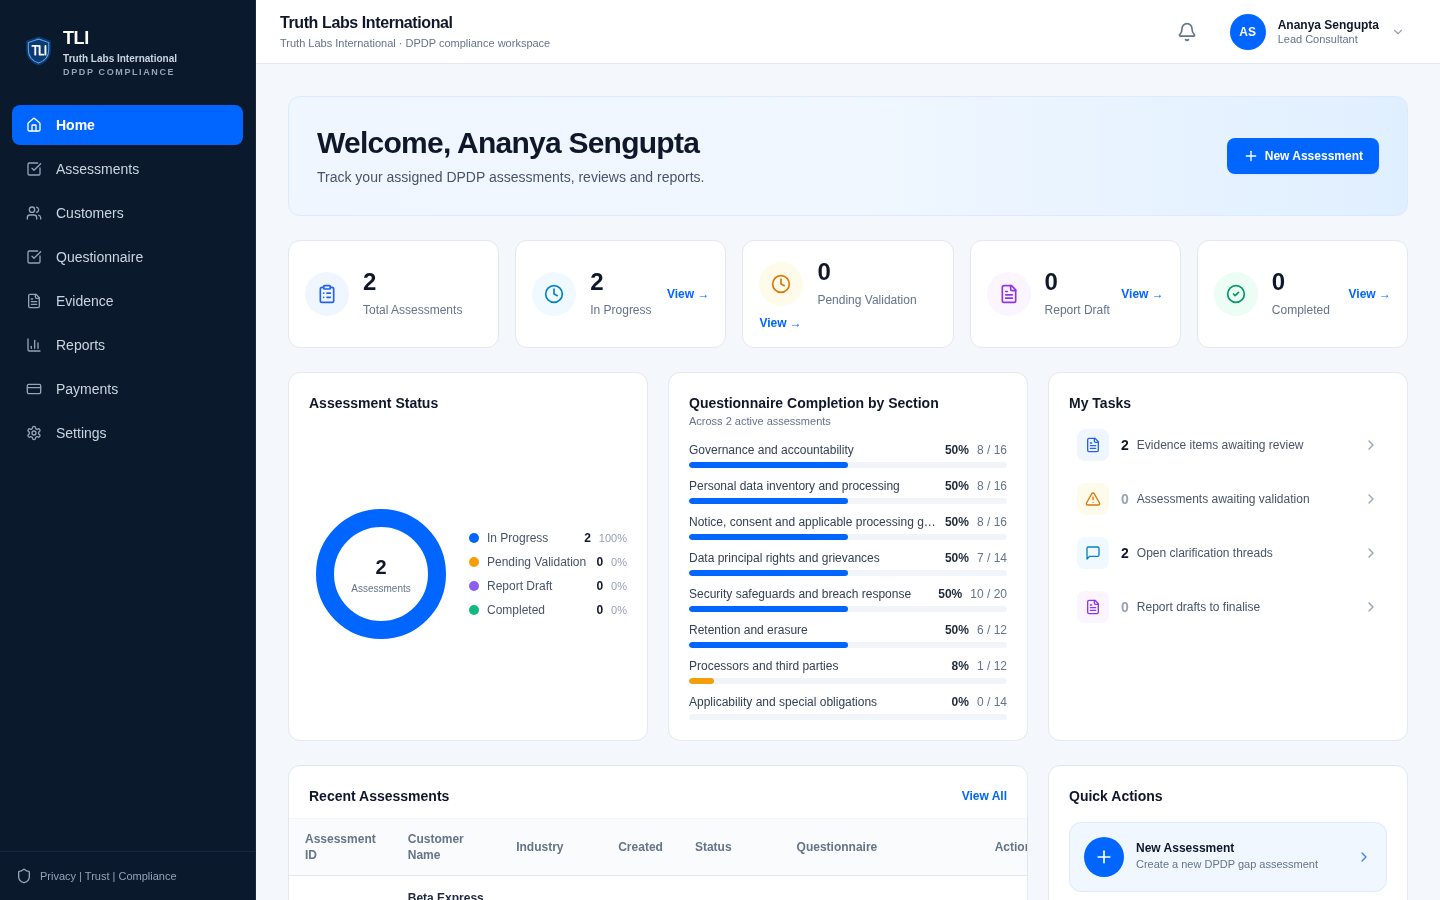 TLI
TLI
Truth Labs International
DPDP COMPLIANCE
Home
Assessments
Customers
Questionnaire
Evidence
Reports
Payments
Settings
Privacy | Trust | Compliance
Truth Labs International
Truth Labs International · DPDP compliance workspace
AS
Ananya Sengupta
Lead Consultant
Welcome, Ananya Sengupta
Track your assigned DPDP assessments, reviews and reports.
New Assessment
2
Total Assessments
2
In Progress
View →
0
Pending Validation
View →
0
Report Draft
View →
0
Completed
View →
Assessment Status
2
Assessments
In Progress 2 100%
Pending Validation 0 0%
Report Draft 0 0%
Completed 0 0%
Questionnaire Completion by Section
Across 2 active assessments
Governance and accountability 50% 8 / 16
Personal data inventory and processing 50% 8 / 16
Notice, consent and applicable processing g... 50% 8 / 16
Data principal rights and grievances 50% 7 / 14
Security safeguards and breach response 50% 10 / 20
Retention and erasure 50% 6 / 12
Processors and third parties 8% 1 / 12
Applicability and special obligations 0% 0 / 14
My Tasks
2 Evidence items awaiting review
0 Assessments awaiting validation
2 Open clarification threads
0 Report drafts to finalise
Recent Assessments
View All
Assessment ID
Customer Name
Industry
Created
Status
Questionnaire
Action
Beta Express
Quick Actions
New Assessment
Create a new DPDP gap assessment